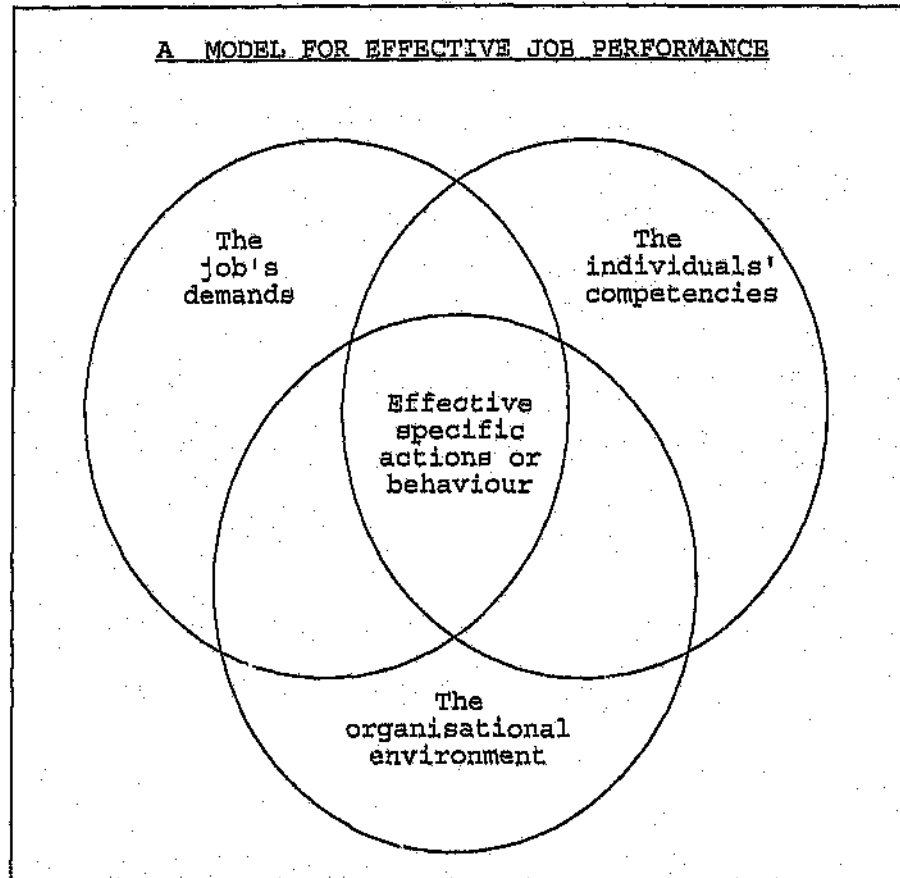 A MODEL FOR EFFECTIVE JOB PERFORMANCE
The
job's
demands
The
individuals'
competencies
Effective
specific
actions or
behaviour
The
organisational
environment